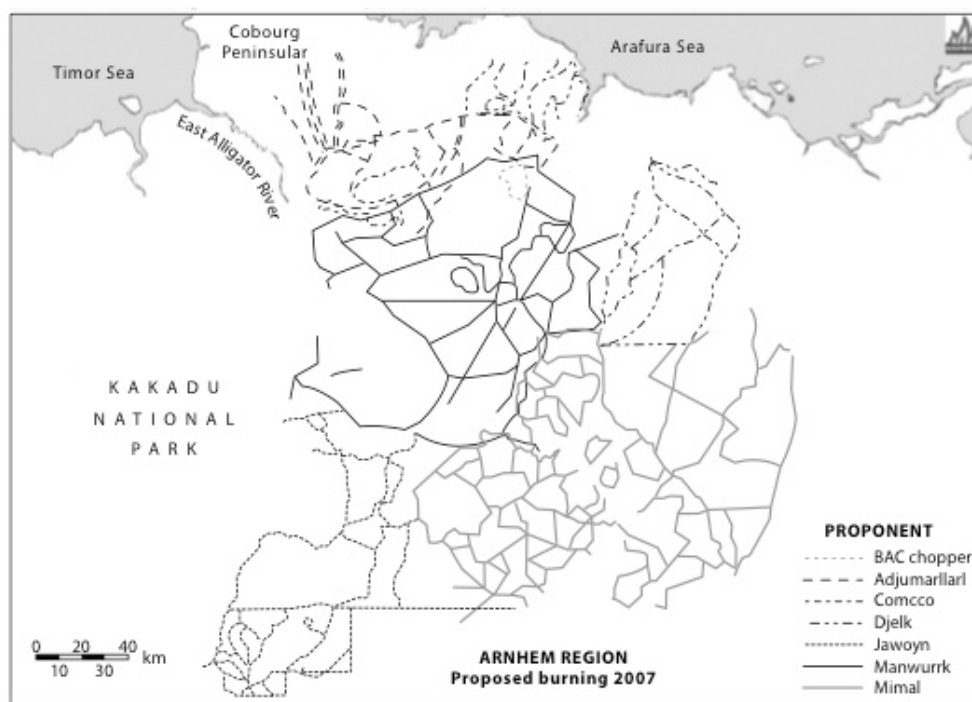 Cobourg
Peninsular
Arafura Sea
Timor Sea
East Alligator River
KAKADU
NATIONAL
PARK
PROPONENT
BAC chopper
Adjumarllarl
Comcco
Djelk
Jawoyn
Manwurrk
Mimal
0 20 40
10 30
km
ARNHEM REGION
Proposed burning 2007